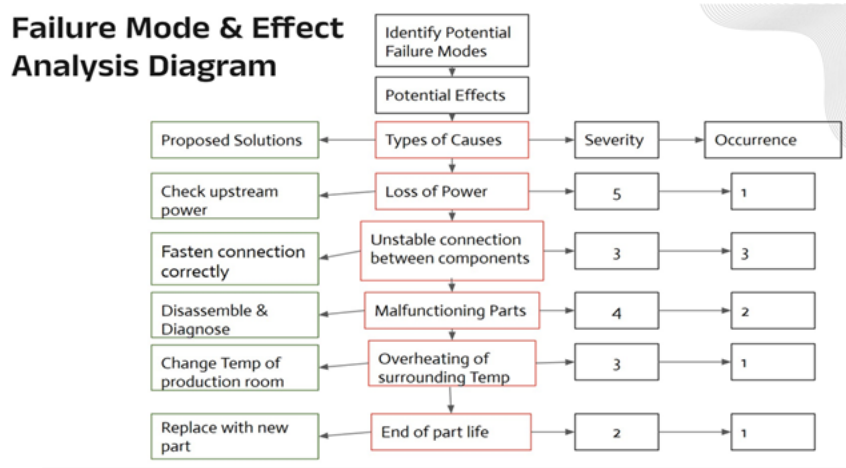 Failure Mode & Effect
Analysis Diagram
Identify Potential
Failure Modes
Potential Effects
Proposed Solutions
Types of Causes
Severity
Occurrence
Check upstream
power
Loss of Power
5
1
Fasten connection
correctly
Unstable connection
between components
3
3
Disassemble &
Diagnose
Malfunctioning Parts
4
2
Change Temp of
production room
Overheating of
surrounding Temp
3
1
Replace with new
part
End of part life
2
1